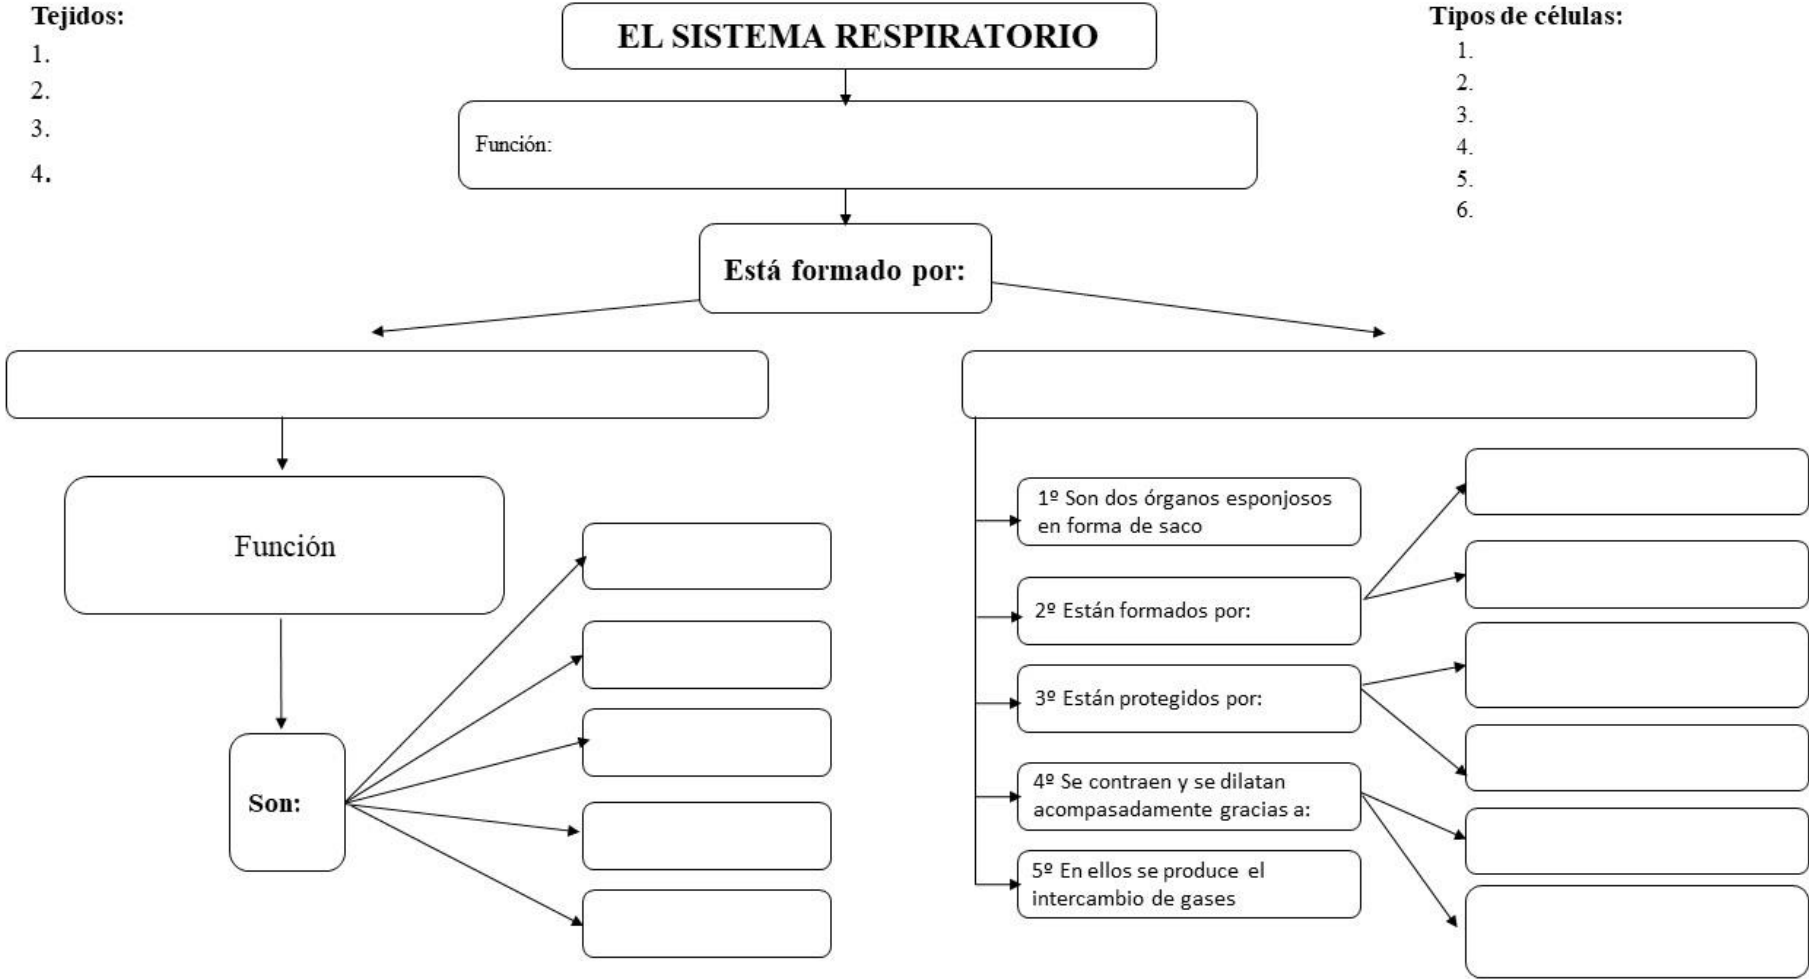 Tejidos:
1.
2.
3.
4.
EL SISTEMA RESPIRATORIO
Función:
Tipos de células:
1.
2.
3.
4.
5.
6.
Está formado por:
Función
Son:
1º Son dos órganos esponjosos
en forma de saco
2º Están formados por:
3º Están protegidos por:
4º Se contraen y se dilatan
acompasadamente gracias a:
5º En ellos se produce el
intercambio de gases